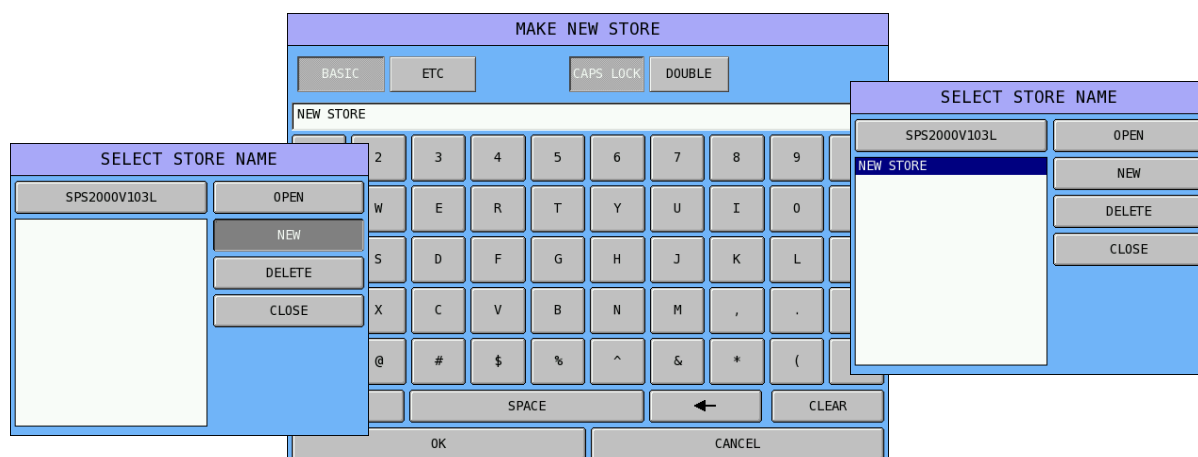 SELECT STORE NAME
SPS2000V103L OPEN
NEW
DELETE
CLOSE
MAKE NEW STORE
BASIC ETC CAPS LOCK DOUBLE
NEW STORE
2 3 4 5 6 7 8 9
W E R T Y U I O
S D F G H J K L
X C V B N M , .
@ # $ % ^ & * (
SPACE ← CLEAR
OK CANCEL
SELECT STORE NAME
SPS2000V103L OPEN
NEW STORE NEW
DELETE
CLOSE